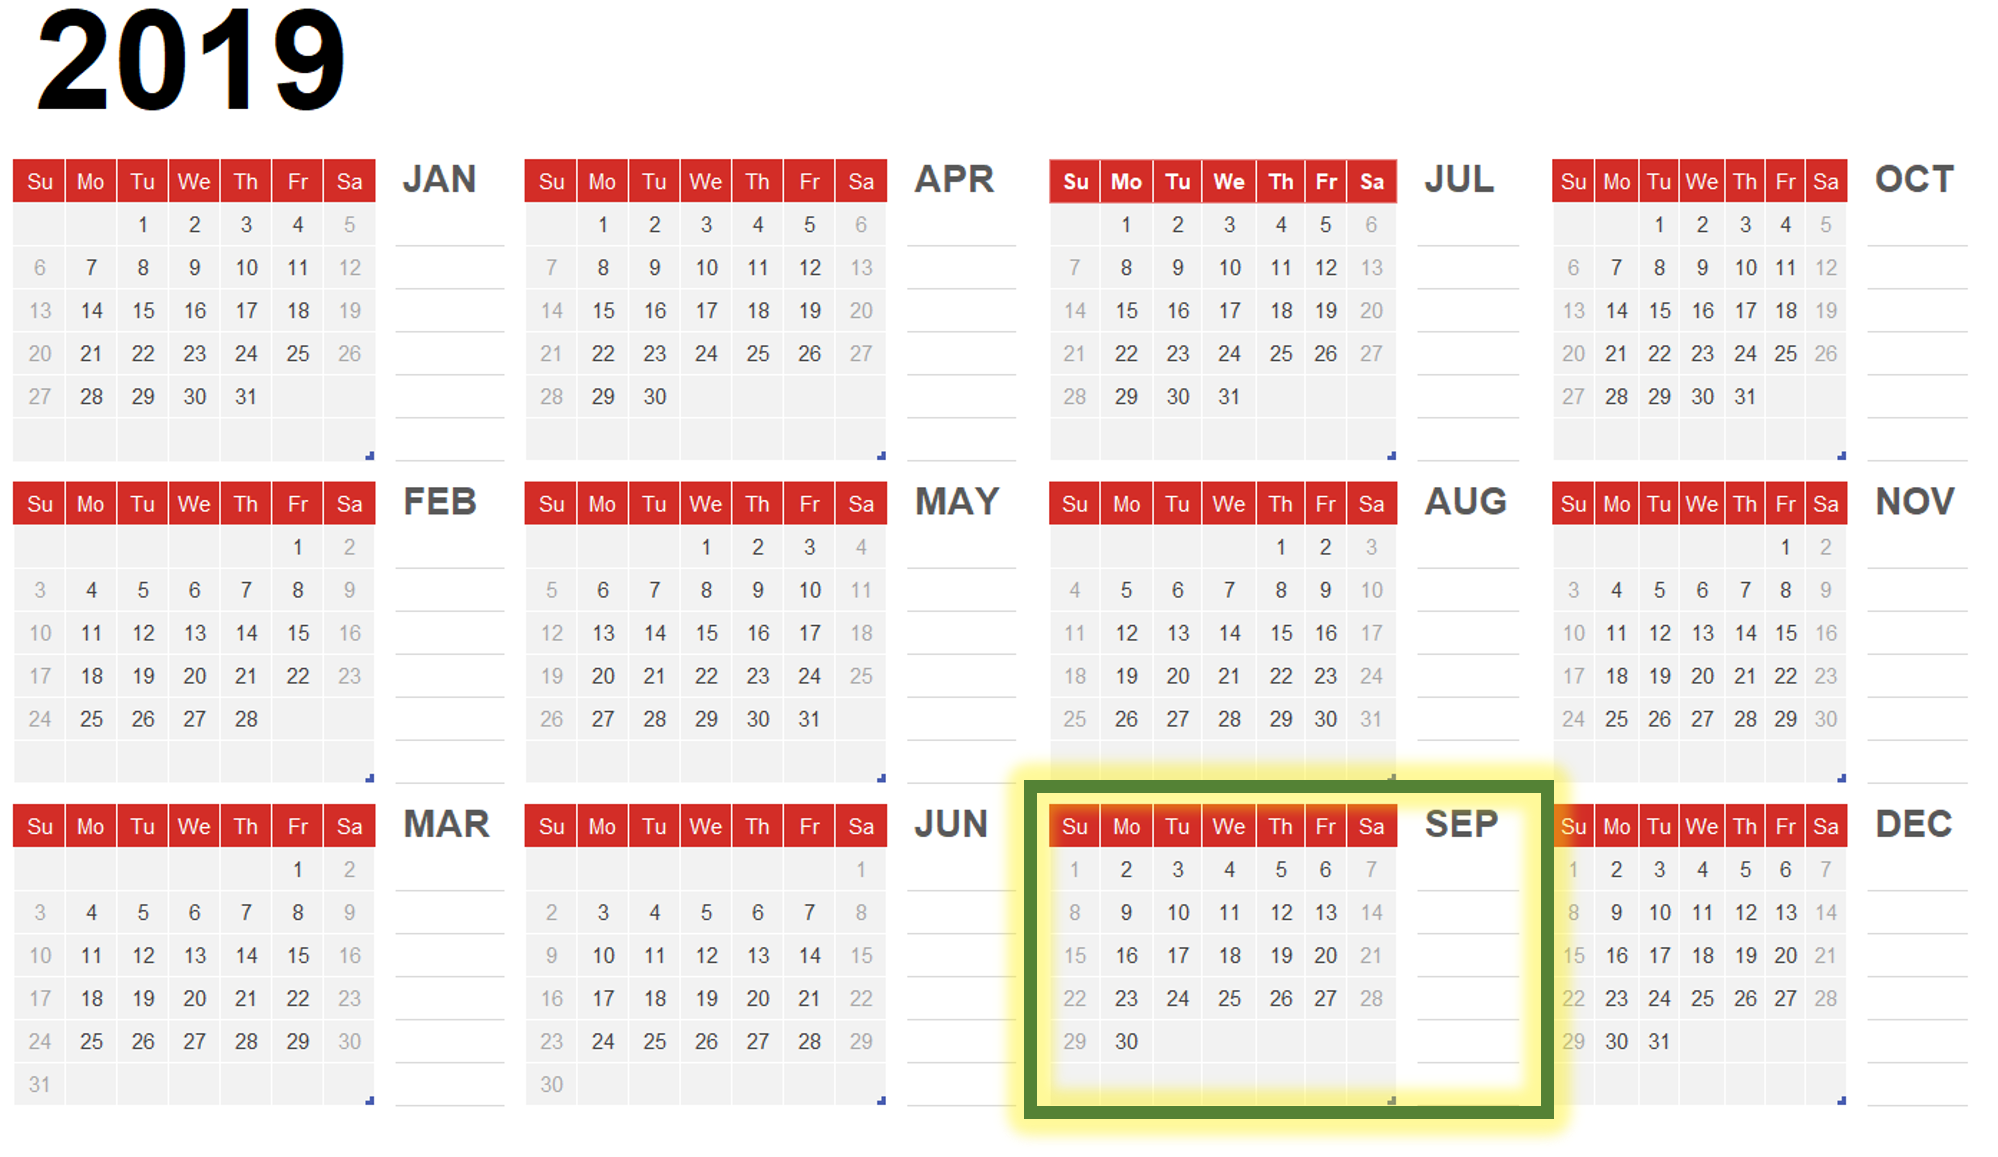 2019
JAN
Su Mo Tu We Th Fr Sa
1 2 3 4 5
6 7 8 9 10 11 12
13 14 15 16 17 18 19
20 21 22 23 24 25 26
27 28 29 30 31
FEB
Su Mo Tu We Th Fr Sa
1 2
3 4 5 6 7 8 9
10 11 12 13 14 15 16
17 18 19 20 21 22 23
24 25 26 27 28
MAR
Su Mo Tu We Th Fr Sa
1 2
3 4 5 6 7 8 9
10 11 12 13 14 15 16
17 18 19 20 21 22 23
24 25 26 27 28 29 30
31
APR
Su Mo Tu We Th Fr Sa
1 2 3 4 5 6
7 8 9 10 11 12 13
14 15 16 17 18 19 20
21 22 23 24 25 26 27
28 29 30
MAY
Su Mo Tu We Th Fr Sa
1 2 3 4
5 6 7 8 9 10 11
12 13 14 15 16 17 18
19 20 21 22 23 24 25
26 27 28 29 30 31
JUN
Su Mo Tu We Th Fr Sa
1
2 3 4 5 6 7 8
9 10 11 12 13 14 15
16 17 18 19 20 21 22
23 24 25 26 27 28 29
30
JUL
Su Mo Tu We Th Fr Sa
1 2 3 4 5 6
7 8 9 10 11 12 13
14 15 16 17 18 19 20
21 22 23 24 25 26 27
28 29 30 31
AUG
Su Mo Tu We Th Fr Sa
1 2 3
4 5 6 7 8 9 10
11 12 13 14 15 16 17
18 19 20 21 22 23 24
25 26 27 28 29 30 31
SEP
Su Mo Tu We Th Fr Sa
1 2 3 4 5 6 7
8 9 10 11 12 13 14
15 16 17 18 19 20 21
22 23 24 25 26 27 28
29 30
OCT
Su Mo Tu We Th Fr Sa
1 2 3 4 5
6 7 8 9 10 11 12
13 14 15 16 17 18 19
20 21 22 23 24 25 26
27 28 29 30 31
NOV
Su Mo Tu We Th Fr Sa
1 2
3 4 5 6 7 8 9
10 11 12 13 14 15 16
17 18 19 20 21 22 23
24 25 26 27 28 29 30
DEC
Su Mo Tu We Th Fr Sa
1 2 3 4 5 6 7
8 9 10 11 12 13 14
15 16 17 18 19 20 21
22 23 24 25 26 27 28
29 30 31